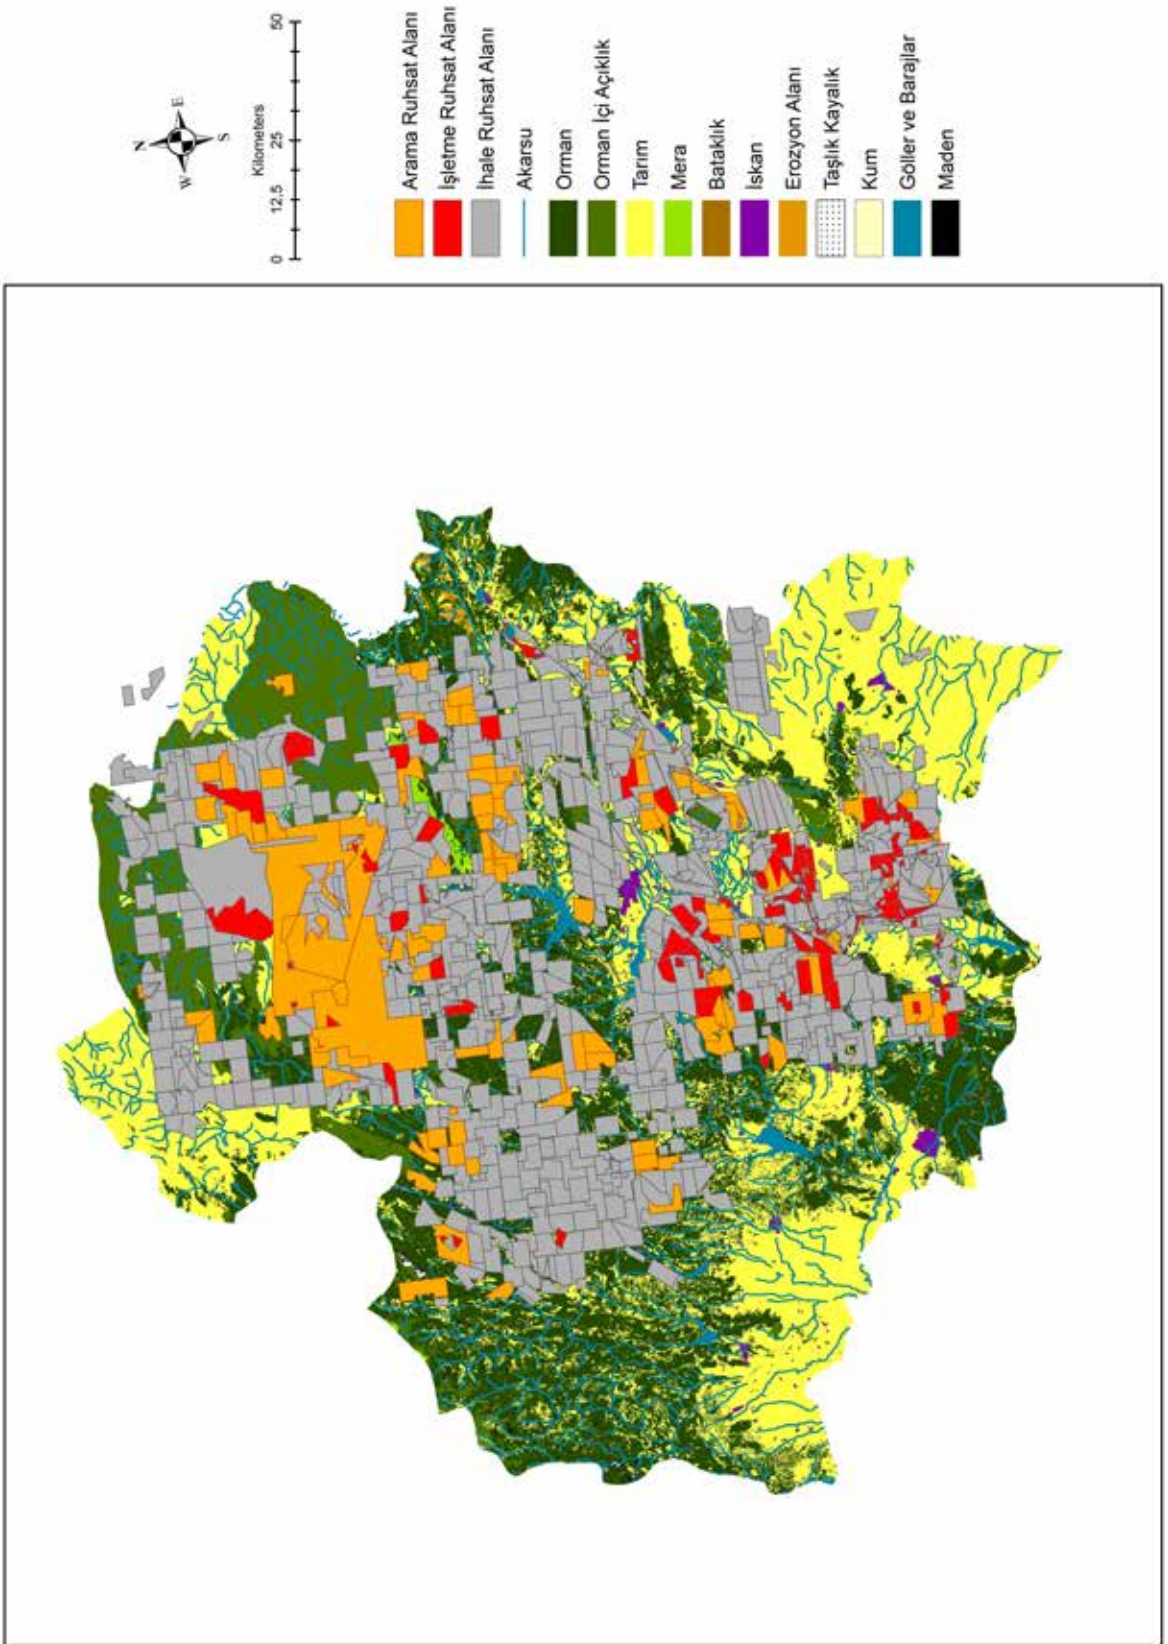 N
E
W
S
Kilometers
0 12,5 25 50
Arama Ruhsat Alanı
İşletme Ruhsat Alanı
İhale Ruhsat Alanı
Akarsu
Orman
Orman İçi Açıklık
Tarım
Mera
Bataklık
İskan
Erozyon Alanı
Taşlık Kayalık
Kum
Göller ve Barajlar
Maden